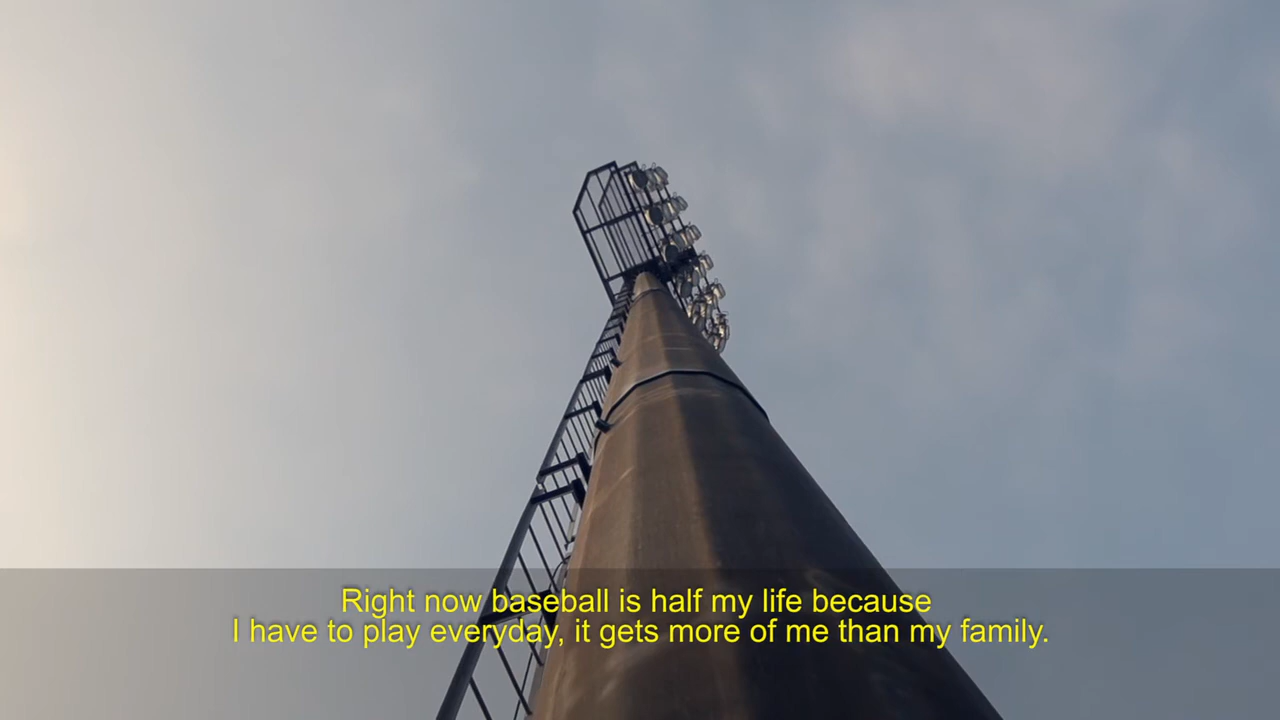 Right now baseball is half my life because
I have to play everyday, it gets more of me than my family.